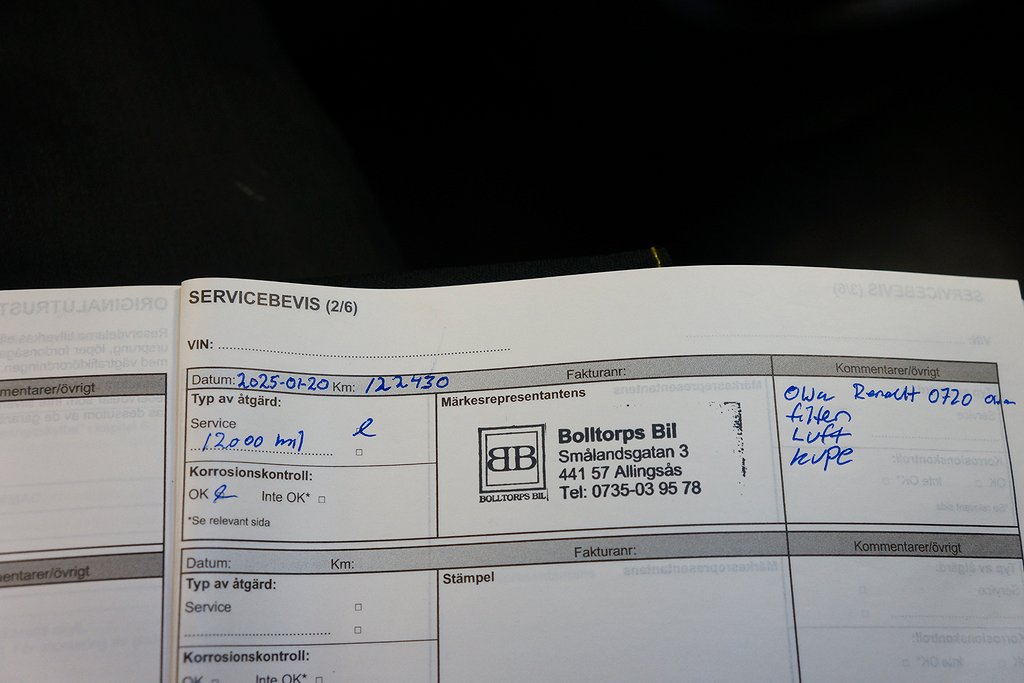 SERVICEBEVIS (2/6)
VIN:
Datum: 2025-01-20 Km: 122430 Fakturanr: Kommentarer/övrigt
Typ av åtgärd:
Service
12000 mil
Korrosionskontroll:
OK Inte OK* □
*Se relevant sida
Märkesrepresentantens
BB
BOLLTORPS BIL
Bolltorps Bil
Smålandsgatan 3
441 57 Allingsås
Tel: 0735-03 95 78
Olja Renault 0720
filter
Luft
kupe
Datum: Km: Fakturanr: Kommentarer/övrigt
Typ av åtgärd:
Service □
□
Korrosionskontroll:
OK □ Inte OK* □
Stämpel
mentarer/övrigt
entarer/övrigt